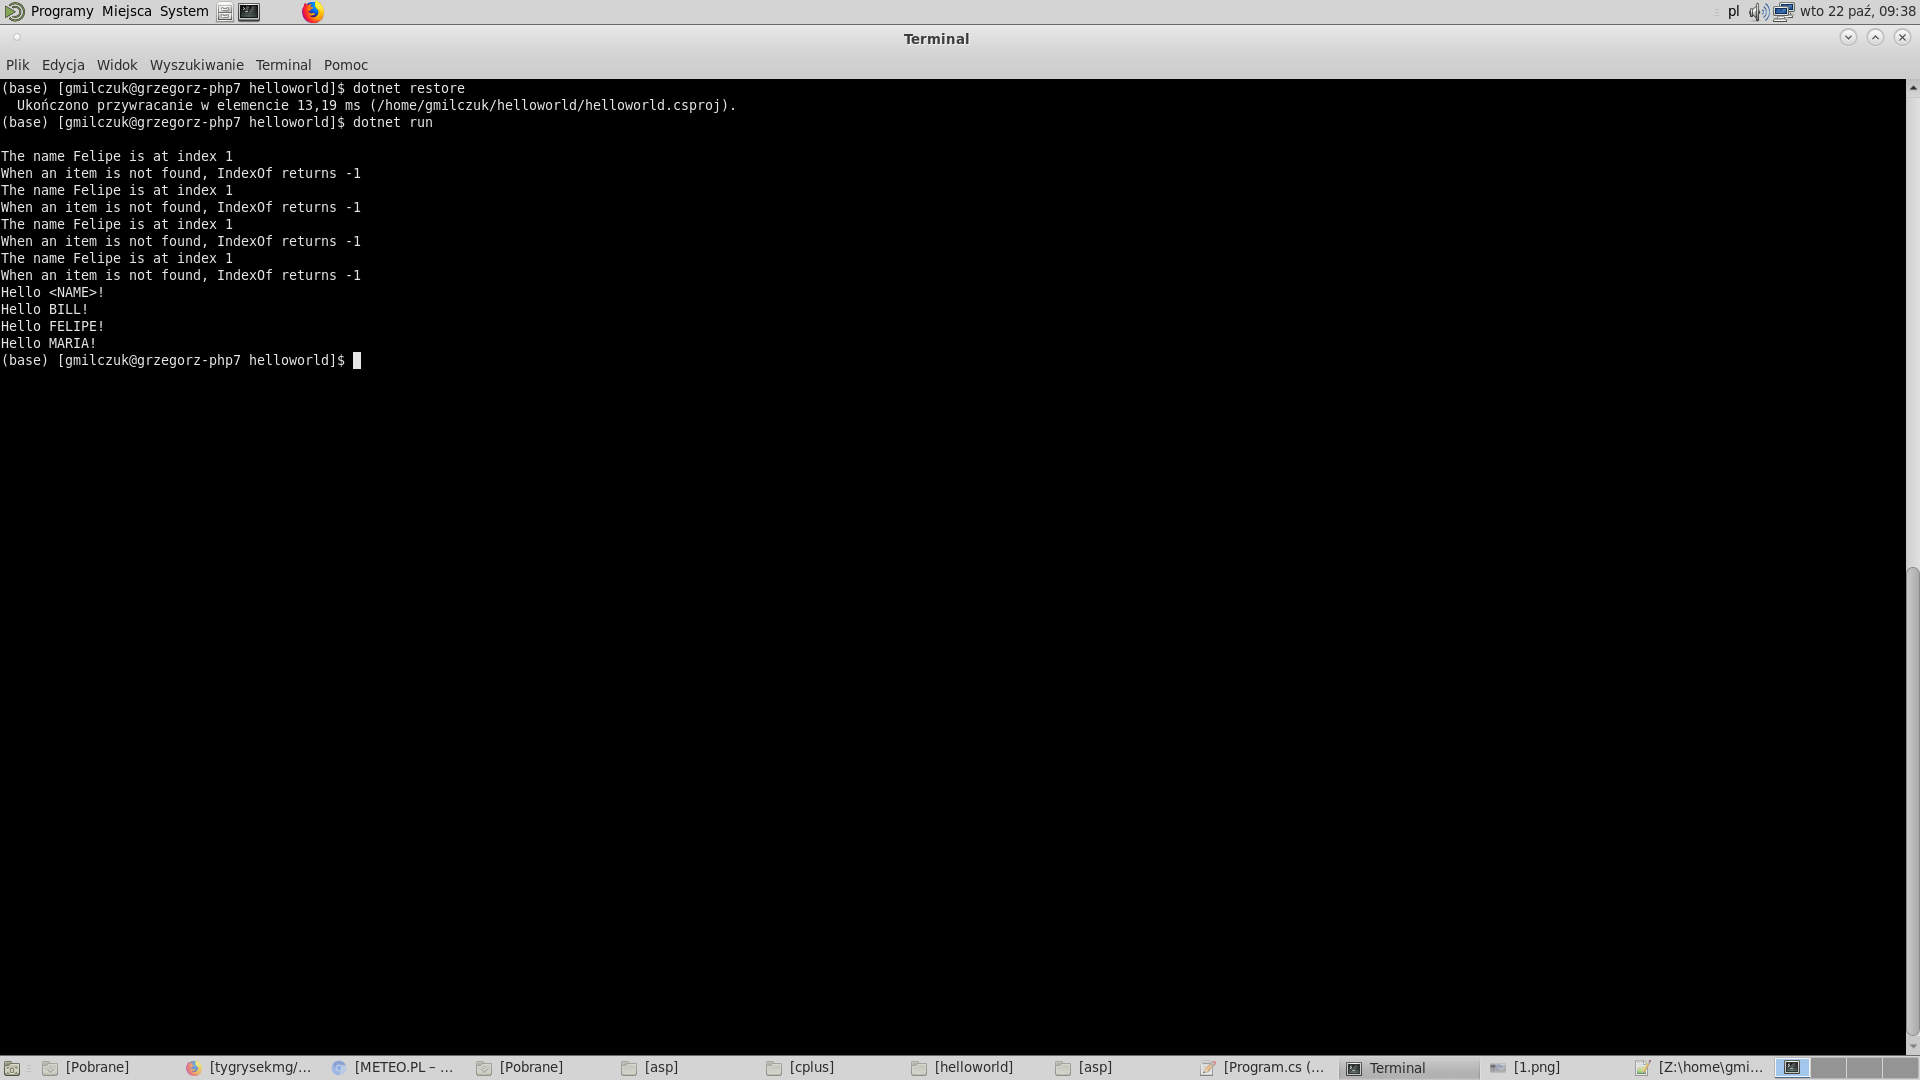 Programy Miejsca System pl wto 22 paź, 09:38
Terminal
Plik Edycja Widok Wyszukiwanie Terminal Pomoc
(base) [gmilczuk@grzegorz-php7 helloworld]$ dotnet restore
  Ukończono przywracanie w elemencie 13,19 ms (/home/gmilczuk/helloworld/helloworld.csproj).
(base) [gmilczuk@grzegorz-php7 helloworld]$ dotnet run
The name Felipe is at index 1
When an item is not found, IndexOf returns -1
The name Felipe is at index 1
When an item is not found, IndexOf returns -1
The name Felipe is at index 1
When an item is not found, IndexOf returns -1
The name Felipe is at index 1
When an item is not found, IndexOf returns -1
Hello <NAME>!
Hello BILL!
Hello FELIPE!
Hello MARIA!
(base) [gmilczuk@grzegorz-php7 helloworld]$
[Pobrane] [tygrysekmg/... [METEO.PL – ... [Pobrane] [asp] [cplus] [helloworld] [asp] [Program.cs (... Terminal [1.png] [Z:\home\gmi...